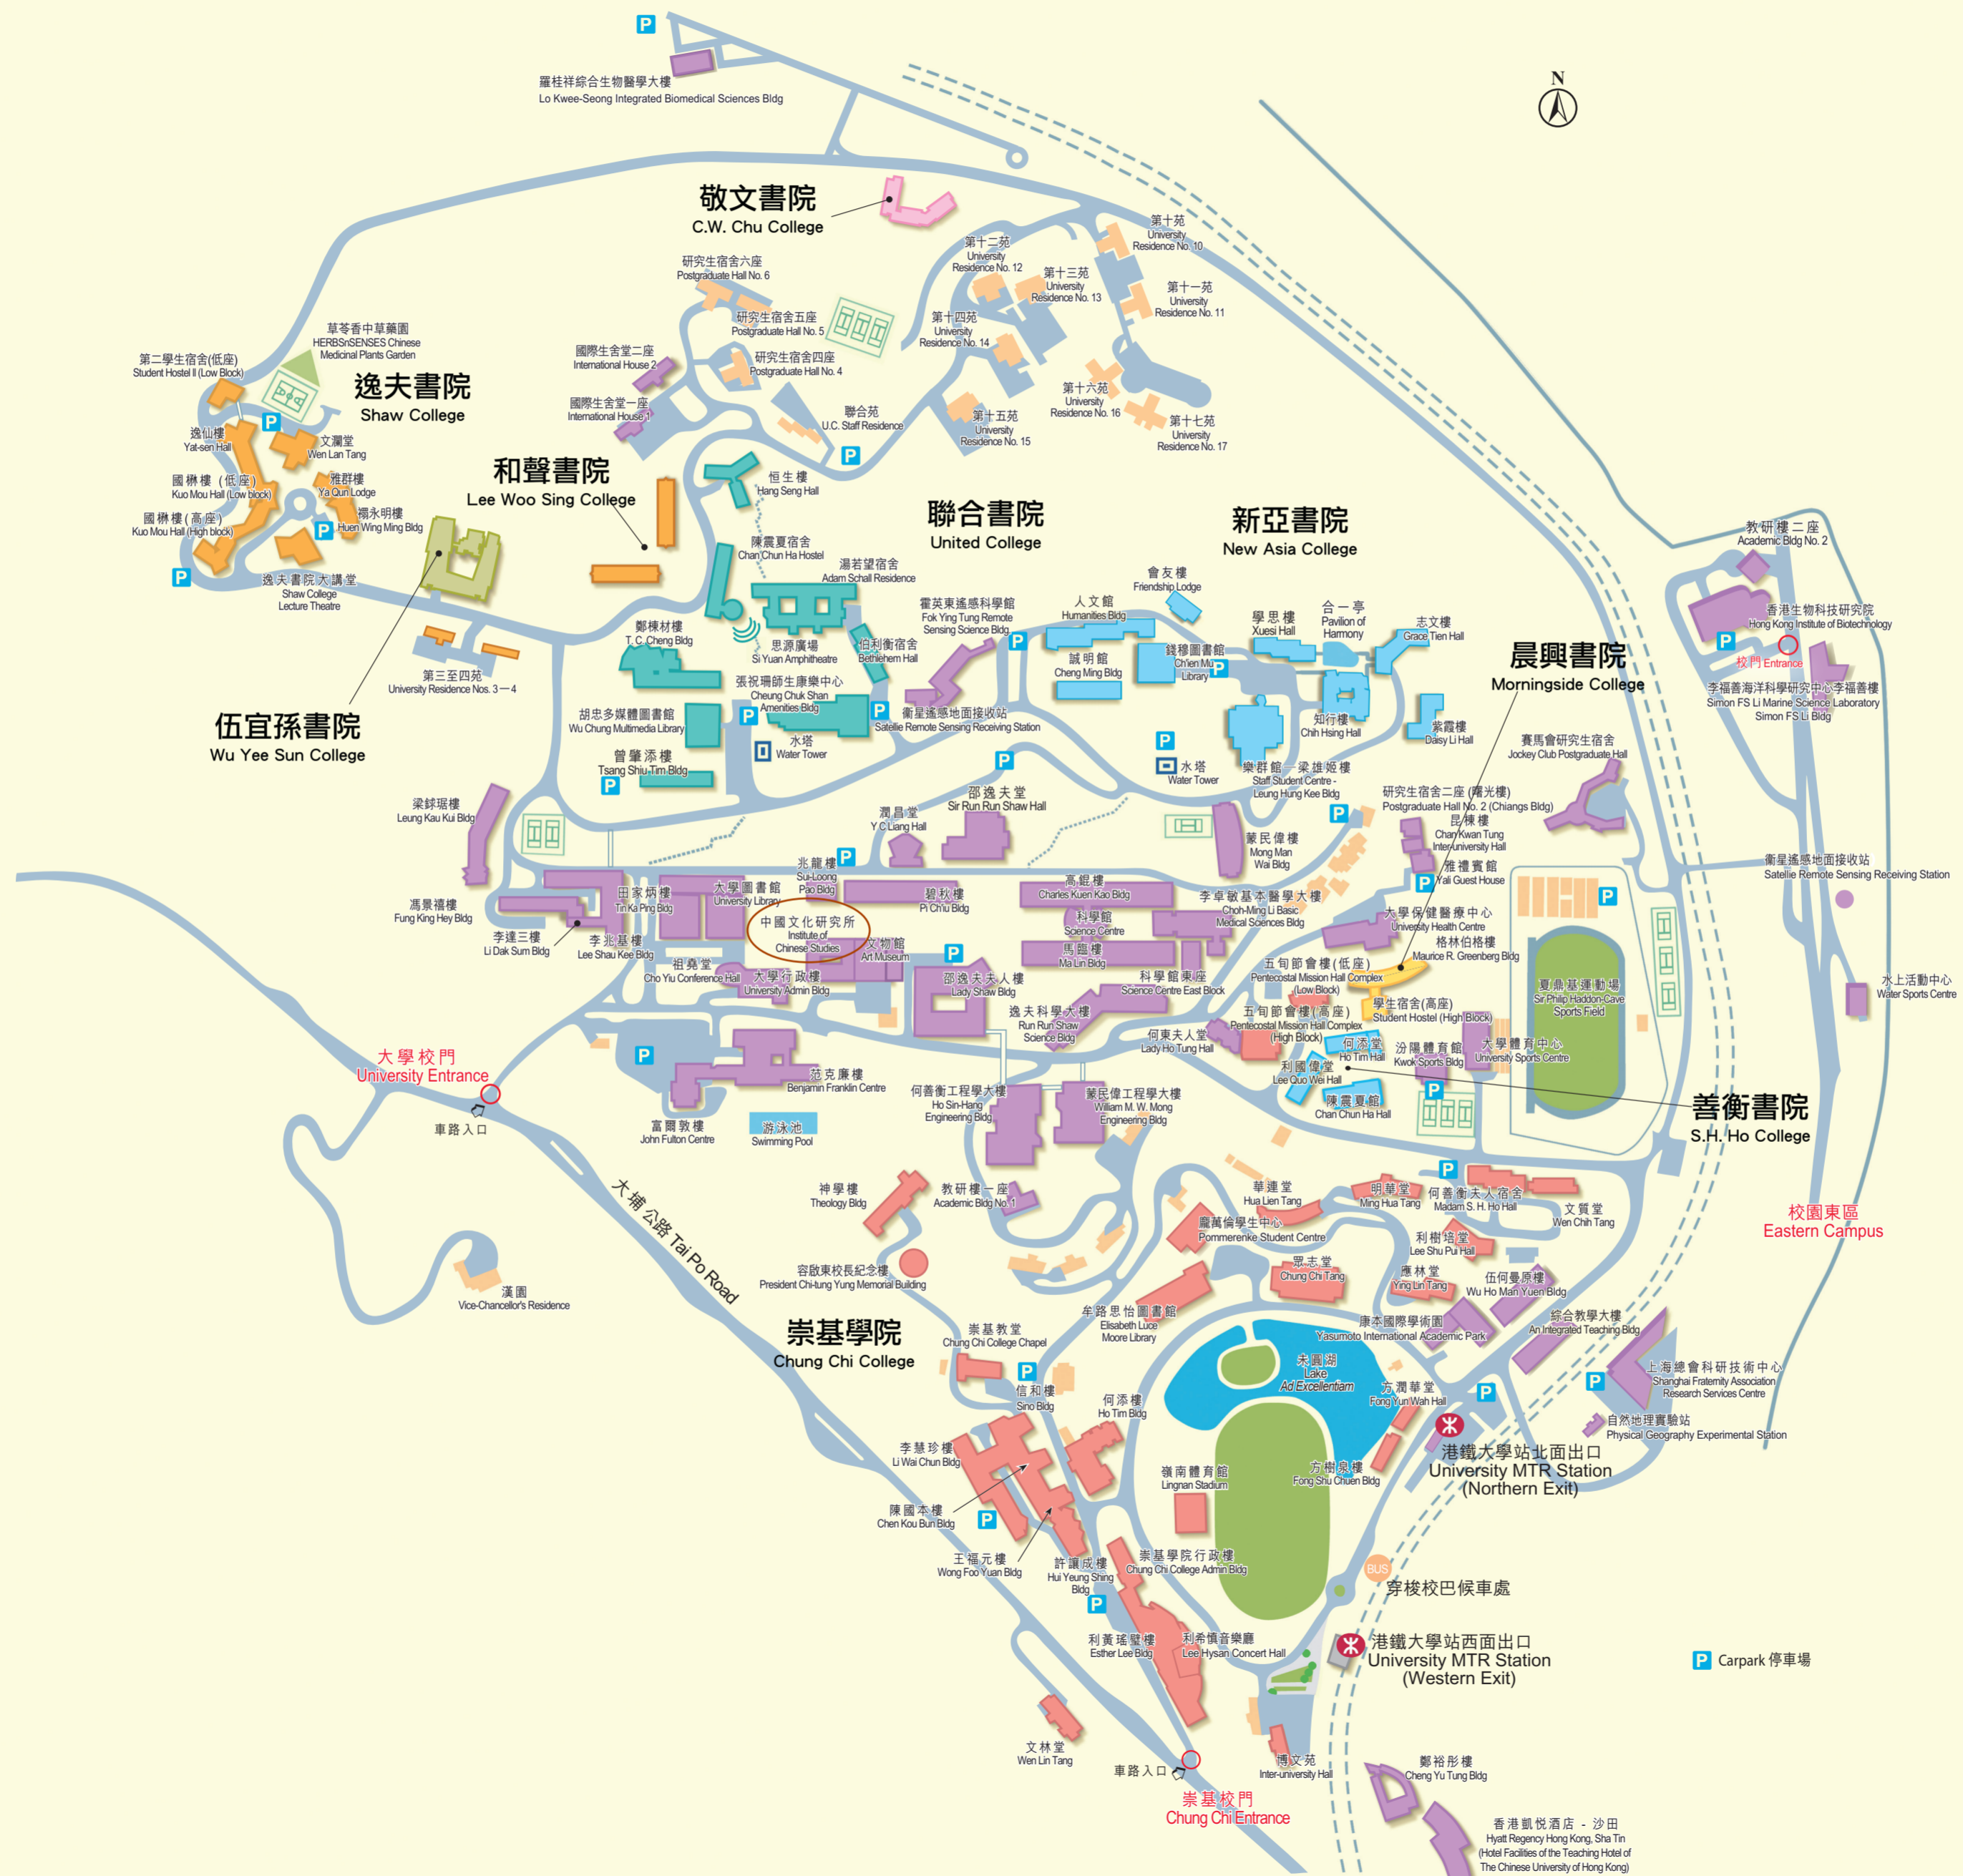 P
羅桂祥綜合生物醫學大樓
Lo Kwee-Seong Integrated Biomedical Sciences Bldg
N
敬文書院
C.W. Chu College
第十苑
University
Residence No. 10
第十二苑
University
Residence No. 12
第十三苑
University
Residence No. 13
第十一苑
University
Residence No. 11
第十四苑
University
Residence No. 14
第十五苑
University
Residence No. 15
第十六苑
University
Residence No. 16
第十七苑
University
Residence No. 17
研究生宿舍六座
Postgraduate Hall No. 6
研究生宿舍五座
Postgraduate Hall No. 5
研究生宿舍四座
Postgraduate Hall No. 4
國際生舍堂二座
International House 2
國際生舍堂一座
International House 1
聯合苑
U.C. Staff Residence
P
草苓香中草藥園
HERBSnSENSES Chinese
Medicinal Plants Garden
第二學生宿舍(低座)
Student Hostel II (Low Block)
逸夫書院
Shaw College
P
逸仙樓
Yat-sen Hall
文瀾堂
Wen Lan Tang
國楙樓 (低座)
Kuo Mou Hall (Low block)
雅群樓
Ya Qun Lodge
國楙樓(高座)
Kuo Mou Hall (High block)
禤永明樓
Huen Wing Ming Bldg
P
P
逸夫書院大講堂
Shaw College
Lecture Theatre
和聲書院
Lee Woo Sing College
恒生樓
Hang Seng Hall
陳震夏宿舍
Chan Chun Ha Hostel
湯若望宿舍
Adam Schall Residence
聯合書院
United College
新亞書院
New Asia College
第三至四苑
University Residence Nos. 3—4
伍宜孫書院
Wu Yee Sun College
鄭棟材樓
T. C. Cheng Bldg
思源廣場
Si Yuan Amphitheatre
伯利衡宿舍
Bethlehem Hall
張祝珊師生康樂中心
Cheung Chuk Shan
Amenities Bldg
胡忠多媒體圖書館
Wu Chung Multimedia Library
P
P
水塔
Water Tower
曾肇添樓
Tsang Shiu Tim Bldg
P
霍英東遙感科學館
Fok Ying Tung Remote
Sensing Science Bldg
P
衞星遙感地面接收站
Satellie Remote Sensing Receiving Station
P
人文館
Humanities Bldg
會友樓
Friendship Lodge
誠明館
Cheng Ming Bldg
錢穆圖書館
Ch'ien Mu
Library
P
學思樓
Xuesi Hall
合一亭
Pavilion of
Harmony
志文樓
Grace Tien Hall
知行樓
Chih Hsing Hall
紫霞樓
Daisy Li Hall
P
水塔
Water Tower
樂群館—梁雄姬樓
Staff Student Centre -
Leung Hung Kee Bldg
晨興書院
Morningside College
賽馬會研究生宿舍
Jockey Club Postgraduate Hall
教研樓二座
Academic Bldg No. 2
香港生物科技研究院
Hong Kong Institute of Biotechnology
P
校門 Entrance
李福善海洋科學研究中心李福善樓
Simon FS Li Marine Science Laboratory
Simon FS Li Bldg
衞星遙感地面接收站
Satellie Remote Sensing Receiving Station
水上活動中心
Water Sports Centre
梁銶琚樓
Leung Kau Kui Bldg
潤昌堂
Y C Liang Hall
邵逸夫堂
Sir Run Run Shaw Hall
P
蒙民偉樓
Mong Man
Wai Bldg
P
研究生宿舍二座 (曙光樓)
Postgraduate Hall No. 2 (Chiangs Bldg)
昆棟樓
Chan Kwan Tung
Inter-university Hall
雅禮賓館
Yali Guest House
P
馮景禧樓
Fung King Hey Bldg
田家炳樓
Tin Ka Ping Bldg
大學圖書館
University Library
兆龍樓
Sui-Loong
Pao Bldg
碧秋樓
Pi Ch'iu Bldg
高錕樓
Charles Kuen Kao Bldg
李卓敏基本醫學大樓
Choh-Ming Li Basic
Medical Sciences Bldg
大學保健醫療中心
University Health Centre
格林伯格樓
Maurice R. Greenberg Bldg
李達三樓
Li Dak Sum Bldg
李兆基樓
Lee Shau Kee Bldg
中國文化研究所
Institute of
Chinese Studies
文物館
Art Museum
P
科學館
Science Centre
馬臨樓
Ma Lin Bldg
科學館東座
Science Centre East Block
祖堯堂
Cho Yiu Conference Hall
大學行政樓
University Admin Bldg
邵逸夫夫人樓
Lady Shaw Bldg
逸夫科學大樓
Run Run Shaw
Science Bldg
五旬節會樓(低座)
Pentecostal Mission Hall Complex
(Low Block)
五旬節會樓(高座)
Pentecostal Mission Hall Complex
(High Block)
學生宿舍(高座)
Student Hostel (High Block)
夏鼎基運動場
Sir Philip Haddon-Cave
Sports Field
P
何東夫人堂
Lady Ho Tung Hall
何添堂
Ho Tim Hall
利國偉堂
Lee Quo Wei Hall
陳震夏館
Chan Chun Ha Hall
汾陽體育館
Kwok Sports Bldg
大學體育中心
University Sports Centre
P
善衡書院
S.H. Ho College
大學校門
University Entrance
車路入口
P
范克廉樓
Benjamin Franklin Centre
富爾敦樓
John Fulton Centre
游泳池
Swimming Pool
何善衡工程學大樓
Ho Sin-Hang
Engineering Bldg
蒙民偉工程學大樓
William M. W. Mong
Engineering Bldg
大埔公路 Tai Po Road
漢園
Vice-Chancellor's Residence
神學樓
Theology Bldg
教研樓一座
Academic Bldg No. 1
容啟東校長紀念樓
President Chi-tung Yung Memorial Building
華連堂
Hua Lien Tang
明華堂
Ming Hua Tang
P
何善衡夫人宿舍
Madam S. H. Ho Hall
文質堂
Wen Chih Tang
龐萬倫學生中心
Pommerenke Student Centre
利樹培堂
Lee Shu Pui Hall
眾志堂
Chung Chi Tang
應林堂
Ying Lin Tang
伍何曼原樓
Wu Ho Man Yuen Bldg
校園東區
Eastern Campus
崇基學院
Chung Chi College
崇基教堂
Chung Chi College Chapel
牟路思怡圖書館
Elisabeth Luce
Moore Library
康本國際學術園
Yasumoto International Academic Park
綜合教學大樓
An Integrated Teaching Bldg
未圓湖
Lake
Ad Excellentiam
方潤華堂
Fong Yun Wah Hall
P
P
上海總會科研技術中心
Shanghai Fraternity Association
Research Services Centre
自然地理實驗站
Physical Geography Experimental Station
P
信和樓
Sino Bldg
何添樓
Ho Tim Bldg
李慧珍樓
Li Wai Chun Bldg
陳國本樓
Chen Kou Bun Bldg
P
王福元樓
Wong Foo Yuan Bldg
許讓成樓
Hui Yeung Shing
Bldg
P
嶺南體育館
Lingnan Stadium
方樹泉樓
Fong Shu Chuen Bldg
港鐵大學站北面出口
University MTR Station
(Northern Exit)
崇基學院行政樓
Chung Chi College Admin Bldg
BUS
穿梭校巴候車處
利黃瑤璧樓
Esther Lee Bldg
利希慎音樂廳
Lee Hysan Concert Hall
港鐵大學站西面出口
University MTR Station
(Western Exit)
P Carpark 停車場
文林堂
Wen Lin Tang
車路入口
崇基校門
Chung Chi Entrance
博文苑
Inter-university Hall
鄭裕彤樓
Cheng Yu Tung Bldg
香港凱悅酒店 - 沙田
Hyatt Regency Hong Kong, Sha Tin
(Hotel Facilities of the Teaching Hotel of
The Chinese University of Hong Kong)